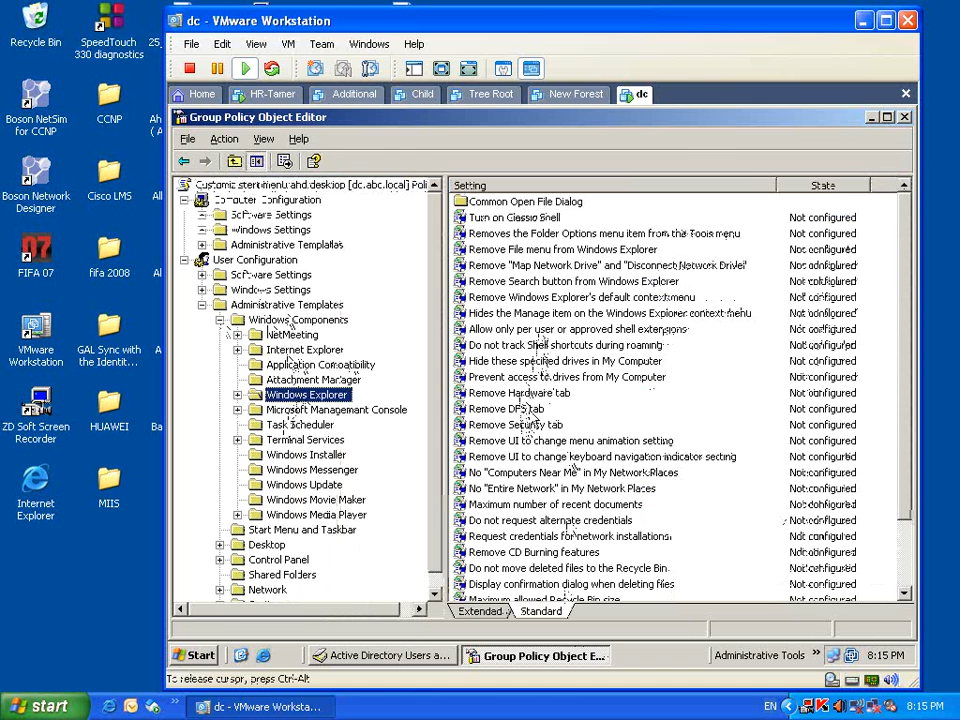 Recycle Bin
SpeedTouch
330 diagnostics
25_
Boson NetSim
for CCNP
CCNP
Ah
( A
Boson Network
Designer
Cisco LMS
All
FIFA 07
fifa 2008
VMware
Workstation
GAL Sync with
the Identit...
ZD Soft Screen
Recorder
HUAWEI
Ba
Internet
Explorer
MIIS
dc - VMware Workstation
File Edit View VM Team Windows Help
Home HR-Tamer Additional Child Tree Root New Forest dc
Group Policy Object Editor
File Action View Help
[dc.abc.local] Poli
Computer Configuration
Software Settings
Windows Settings
Administrative Templates
User Configuration
Software Settings
Windows Settings
Administrative Templates
Windows Components
NetMeeting
Internet Explorer
Application Compatibility
Attachment Manager
Windows Explorer
Microsoft Management Console
Task Scheduler
Terminal Services
Windows Installer
Windows Messenger
Windows Update
Windows Movie Maker
Windows Media Player
Start Menu and Taskbar
Desktop
Control Panel
Shared Folders
Network
Setting State
Common Open File Dialog
Turn on Classic Shell Not configured
Removes the Folder Options menu item from the Tools menu Not configured
Remove File menu from Windows Explorer Not configured
Remove "Map Network Drive" and "Disconnect Network Drive" Not configured
Remove Search button from Windows Explorer Not configured
Remove Windows Explorer's default context menu Not configured
Hides the Manage item on the Windows Explorer context menu Not configured
Allow only per user or approved shell extensions Not configured
Do not track Shell shortcuts during roaming Not configured
Hide these specified drives in My Computer Not configured
Prevent access to drives from My Computer Not configured
Remove Hardware tab Not configured
Remove DFS tab Not configured
Remove Security tab Not configured
Remove UI to change menu animation setting Not configured
Remove UI to change keyboard navigation indicator setting Not configured
No "Computers Near Me" in My Network Places Not configured
No "Entire Network" in My Network Places Not configured
Maximum number of recent documents Not configured
Do not request alternate credentials Not configured
Request credentials for network installations Not configured
Remove CD Burning features Not configured
Do not move deleted files to the Recycle Bin Not configured
Display confirmation dialog when deleting files Not configured
Maximum allowed Recycle Bin size Not configured
Extended Standard
Start Active Directory Users a... Group Policy Object E... Administrative Tools » 8:15 PM
To release cursor, press Ctrl-Alt
start » dc - VMware Worksta... EN 8:15 PM